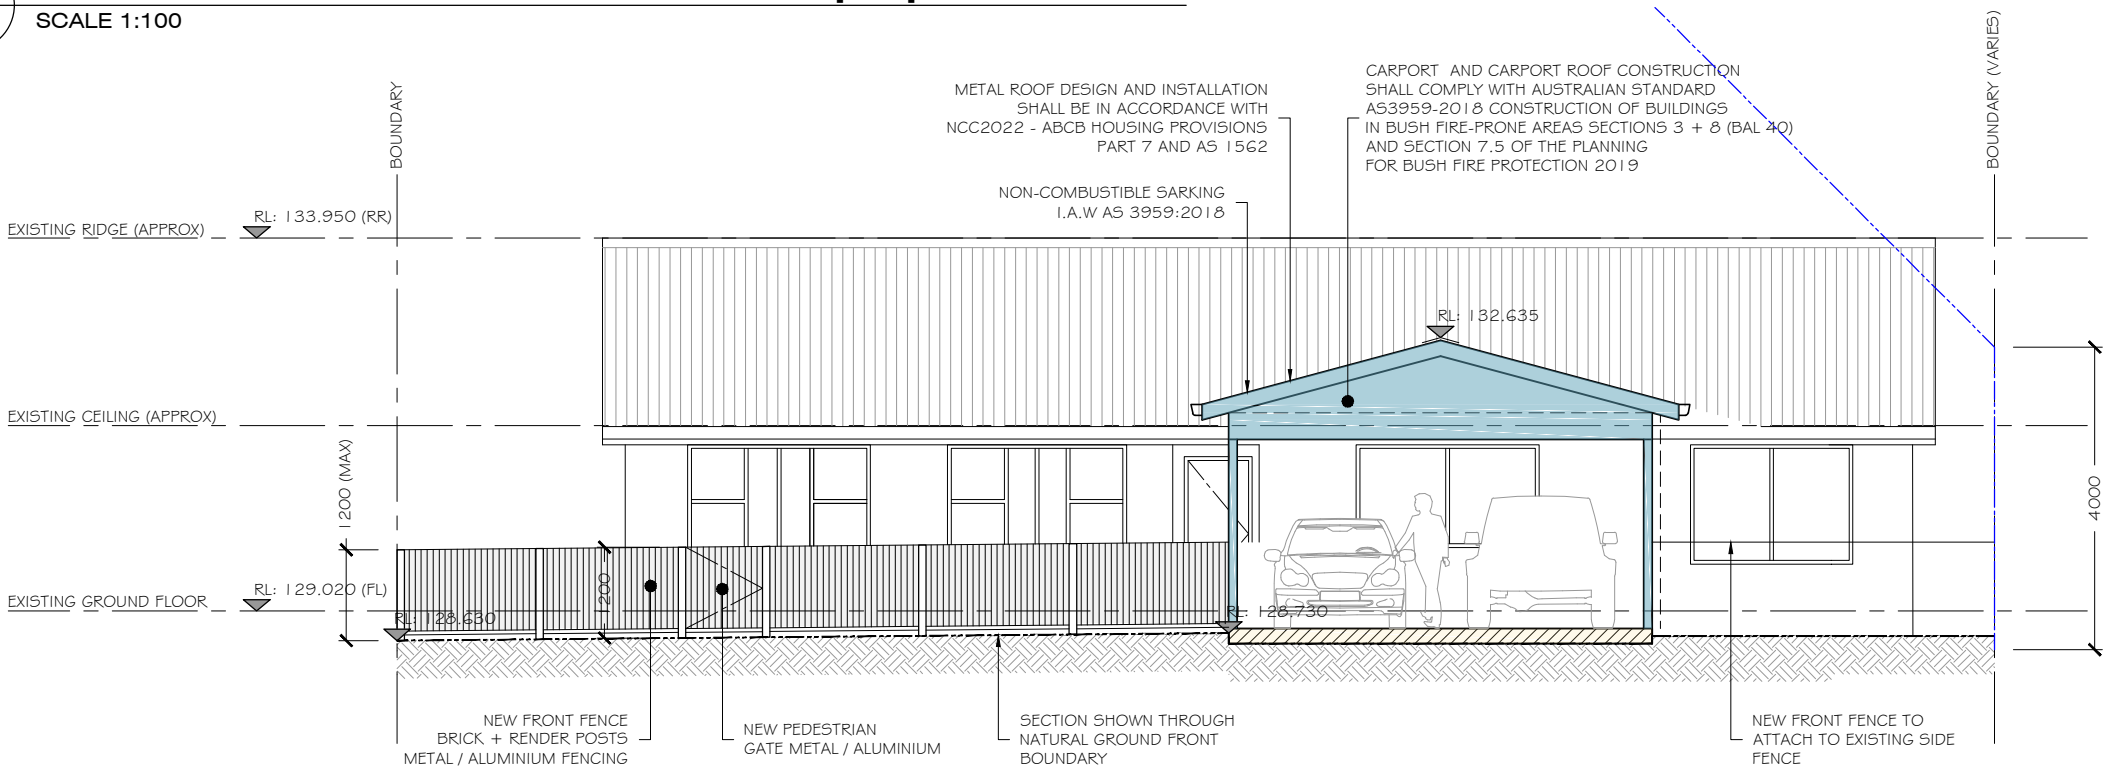 SCALE 1:100
BOUNDARY
BOUNDARY (VARIES)
METAL ROOF DESIGN AND INSTALLATION
SHALL BE IN ACCORDANCE WITH
NCC2022 - ABCB HOUSING PROVISIONS
PART 7 AND AS 1562
CARPORT AND CARPORT ROOF CONSTRUCTION
SHALL COMPLY WITH AUSTRALIAN STANDARD
AS3959-2018 CONSTRUCTION OF BUILDINGS
IN BUSH FIRE-PRONE AREAS SECTIONS 3 + 8 (BAL 40)
AND SECTION 7.5 OF THE PLANNING
FOR BUSH FIRE PROTECTION 2019
NON-COMBUSTIBLE SARKING
I.A.W AS 3959:2018
EXISTING RIDGE (APPROX)
RL: 133.950 (RR)
RL: 132.635
EXISTING CEILING (APPROX)
1200 (MAX)
4000
EXISTING GROUND FLOOR
RL: 129.020 (FL)
1200
RL: 128.630
RL: 128.730
NEW FRONT FENCE
BRICK + RENDER POSTS
METAL / ALUMINIUM FENCING
NEW PEDESTRIAN
GATE METAL / ALUMINIUM
SECTION SHOWN THROUGH
NATURAL GROUND FRONT
BOUNDARY
NEW FRONT FENCE TO
ATTACH TO EXISTING SIDE
FENCE